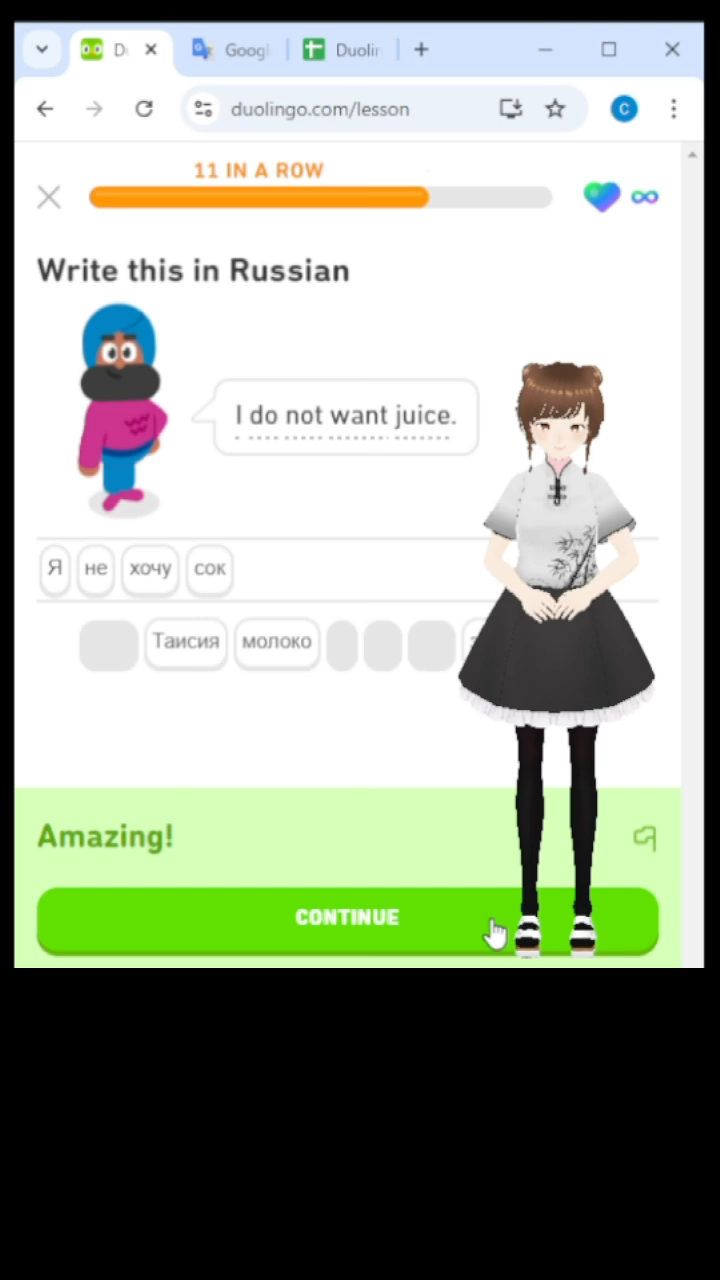 Googl
Duolin
duolingo.com/lesson
C
11 IN A ROW
Write this in Russian
I do not want juice.
Я не хочу сок
Таисия молоко
Amazing!
CONTINUE